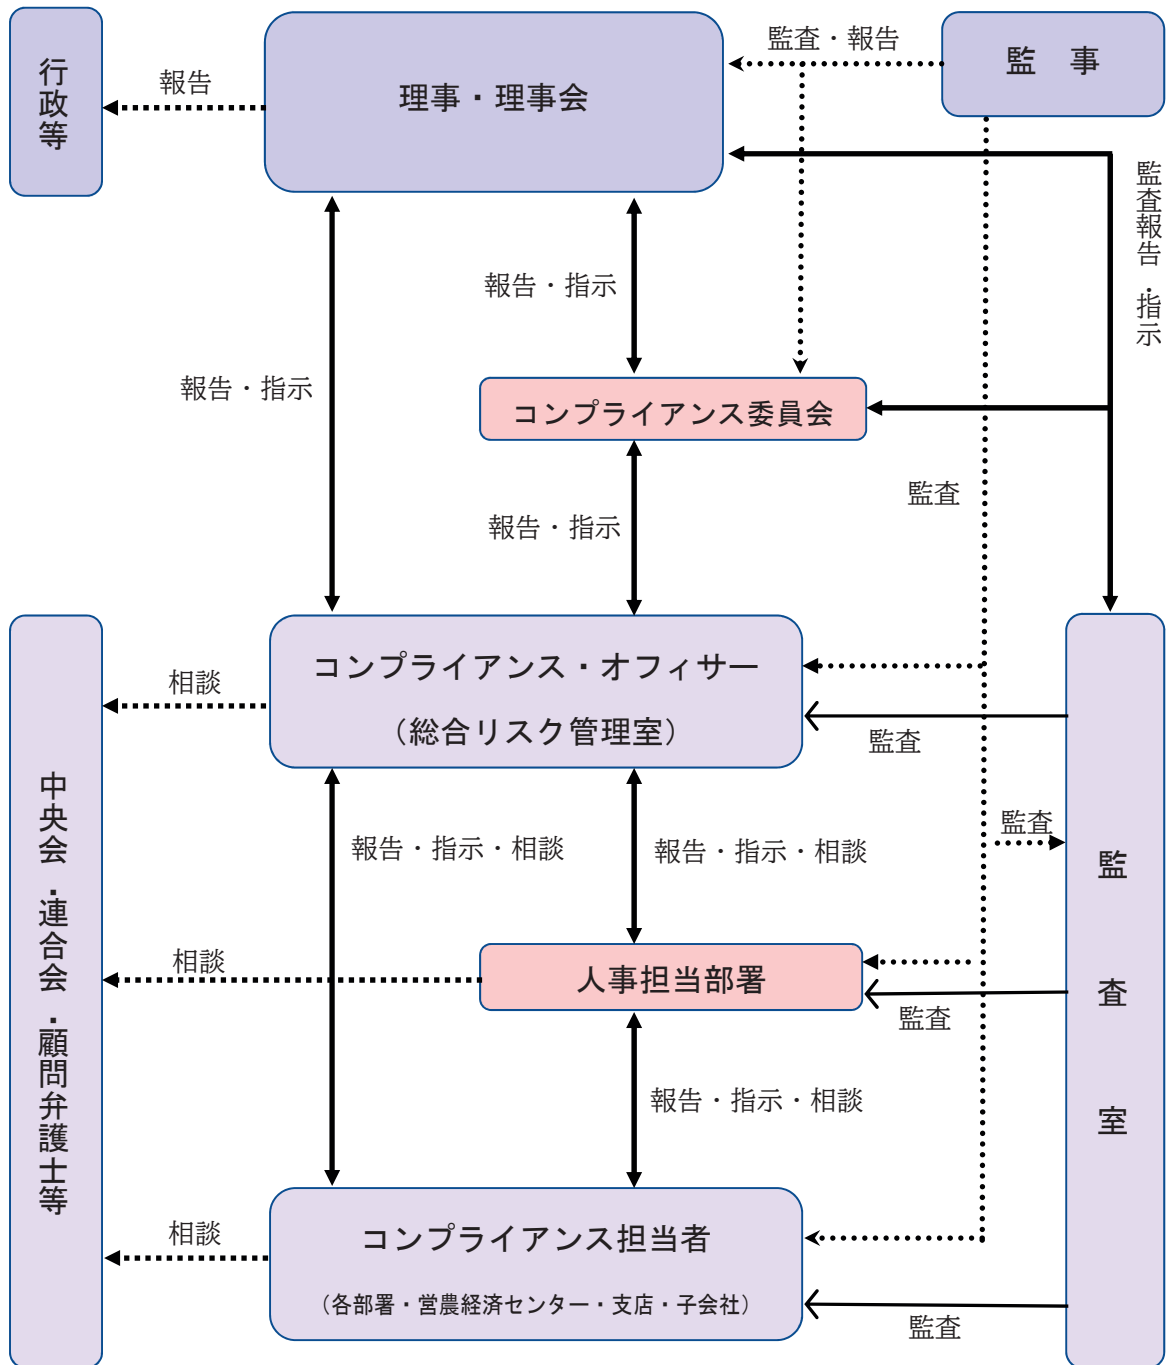 行政等
報告
理事・理事会
監査・報告
監　事
監査報告・指示
報告・指示
報告・指示
コンプライアンス委員会
監査
報告・指示
コンプライアンス・オフィサー
（総合リスク管理室）
相談
監査
中央会・連合会・顧問弁護士等
報告・指示・相談
報告・指示・相談
監査
監査室
相談
人事担当部署
監査
報告・指示・相談
相談
コンプライアンス担当者
（各部署・営農経済センター・支店・子会社）
監査